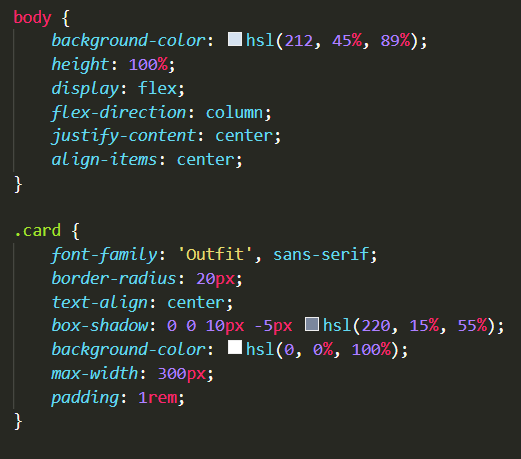 body {
    background-color: hsl(212, 45%, 89%);
    height: 100%;
    display: flex;
    flex-direction: column;
    justify-content: center;
    align-items: center;
}

.card {
    font-family: 'Outfit', sans-serif;
    border-radius: 20px;
    text-align: center;
    box-shadow: 0 0 10px -5px hsl(220, 15%, 55%);
    background-color: hsl(0, 0%, 100%);
    max-width: 300px;
    padding: 1rem;
}